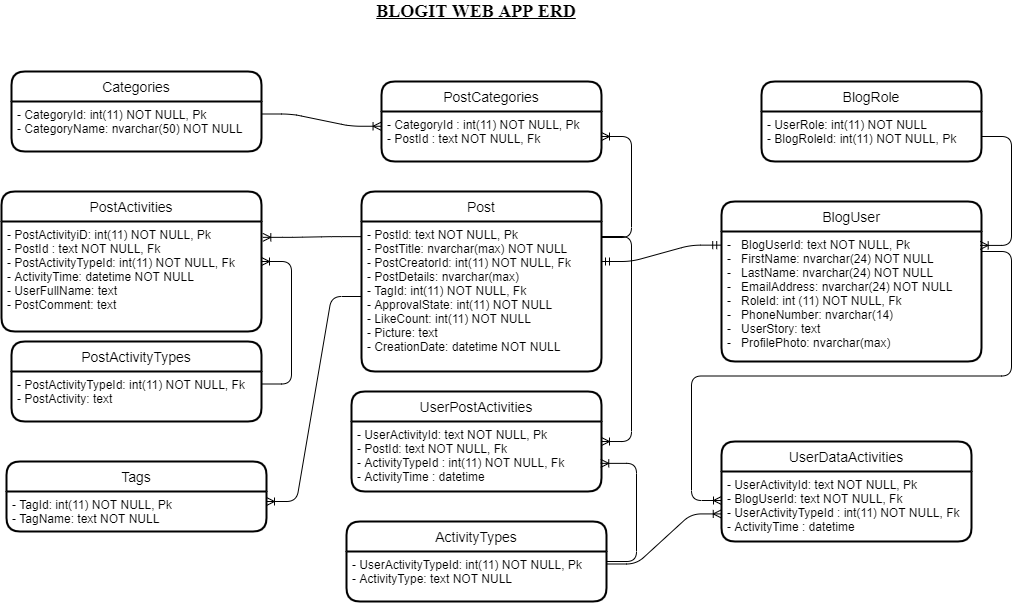 BLOGIT WEB APP ERD
Categories
- CategoryId: int(11) NOT NULL, Pk
- CategoryName: nvarchar(50) NOT NULL
PostCategories
- CategoryId : int(11) NOT NULL, Pk
- PostId : text NOT NULL, Fk
BlogRole
- UserRole: int(11) NOT NULL
- BlogRoleId: int(11) NOT NULL, Pk
PostActivities
- PostActivityiD: int(11) NOT NULL, Pk
- PostId : text NOT NULL, Fk
- PostActivityTypeId: int(11) NOT NULL, Fk
- ActivityTime: datetime NOT NULL
- UserFullName: text
- PostComment: text
Post
- PostId: text NOT NULL, Pk
- PostTitle: nvarchar(max) NOT NULL
- PostCreatorId: int(11) NOT NULL, Fk
- PostDetails: nvarchar(max)
- TagId: int(11) NOT NULL, Fk
- ApprovalState: int(11) NOT NULL
- LikeCount: int(11) NOT NULL
- Picture: text
- CreationDate: datetime NOT NULL
BlogUser
- BlogUserId: text NOT NULL, Pk
- FirstName: nvarchar(24) NOT NULL
- LastName: nvarchar(24) NOT NULL
- EmailAddress: nvarchar(24) NOT NULL
- RoleId: int (11) NOT NULL, Fk
- PhoneNumber: nvarchar(14)
- UserStory: text
- ProfilePhoto: nvarchar(max)
PostActivityTypes
- PostActivityTypeId: int(11) NOT NULL, Fk
- PostActivity: text
UserPostActivities
- UserActivityId: text NOT NULL, Pk
- PostId: text NOT NULL, Fk
- ActivityTypeId : int(11) NOT NULL, Fk
- ActivityTime : datetime
Tags
- TagId: int(11) NOT NULL, Pk
- TagName: text NOT NULL
UserDataActivities
- UserActivityId: text NOT NULL, Pk
- BlogUserId: text NOT NULL, Fk
- UserActivityTypeId : int(11) NOT NULL, Fk
- ActivityTime : datetime
ActivityTypes
- UserActivityTypeId: int(11) NOT NULL, Pk
- ActivityType: text NOT NULL